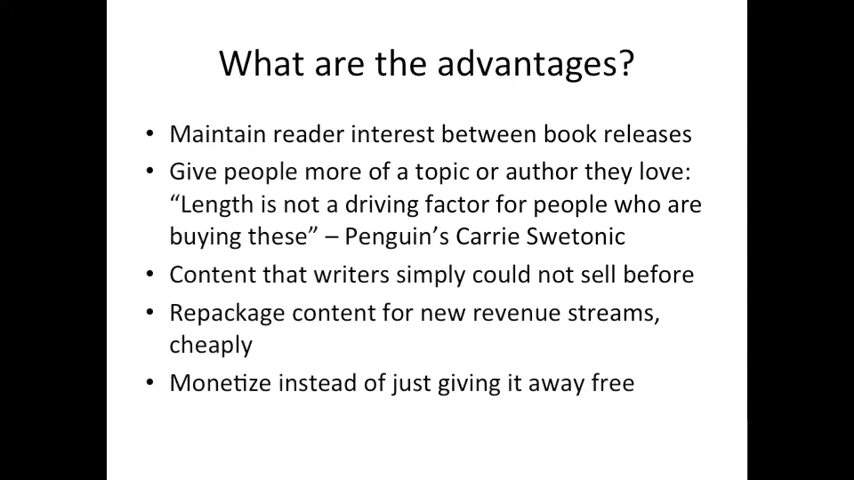 What are the advantages?
• Maintain reader interest between book releases
• Give people more of a topic or author they love:
“Length is not a driving factor for people who are
buying these” – Penguin’s Carrie Swetonic
• Content that writers simply could not sell before
• Repackage content for new revenue streams,
cheaply
• Monetize instead of just giving it away free